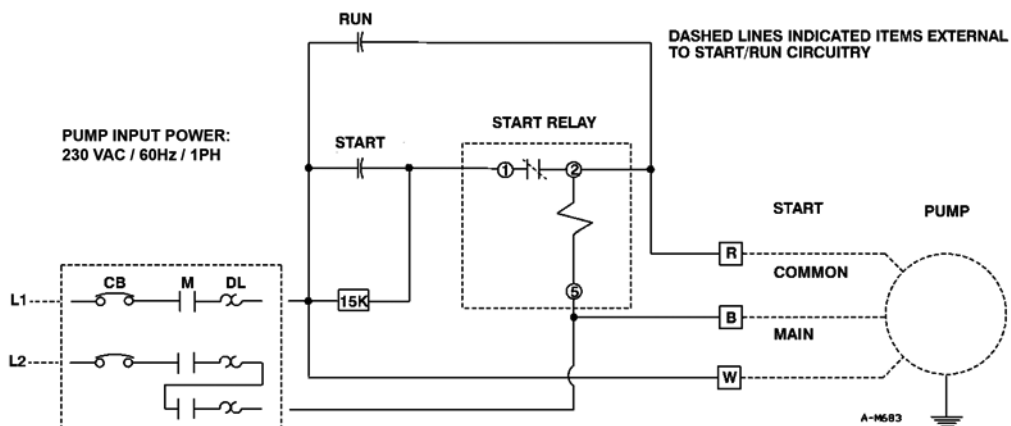 RUN
DASHED LINES INDICATED ITEMS EXTERNAL
TO START/RUN CIRCUITRY
PUMP INPUT POWER:
230 VAC / 60Hz / 1PH
START
START RELAY
1
2
START
PUMP
R
COMMON
CB
M
DL
L1
15K
5
B
MAIN
L2
W
A-M683